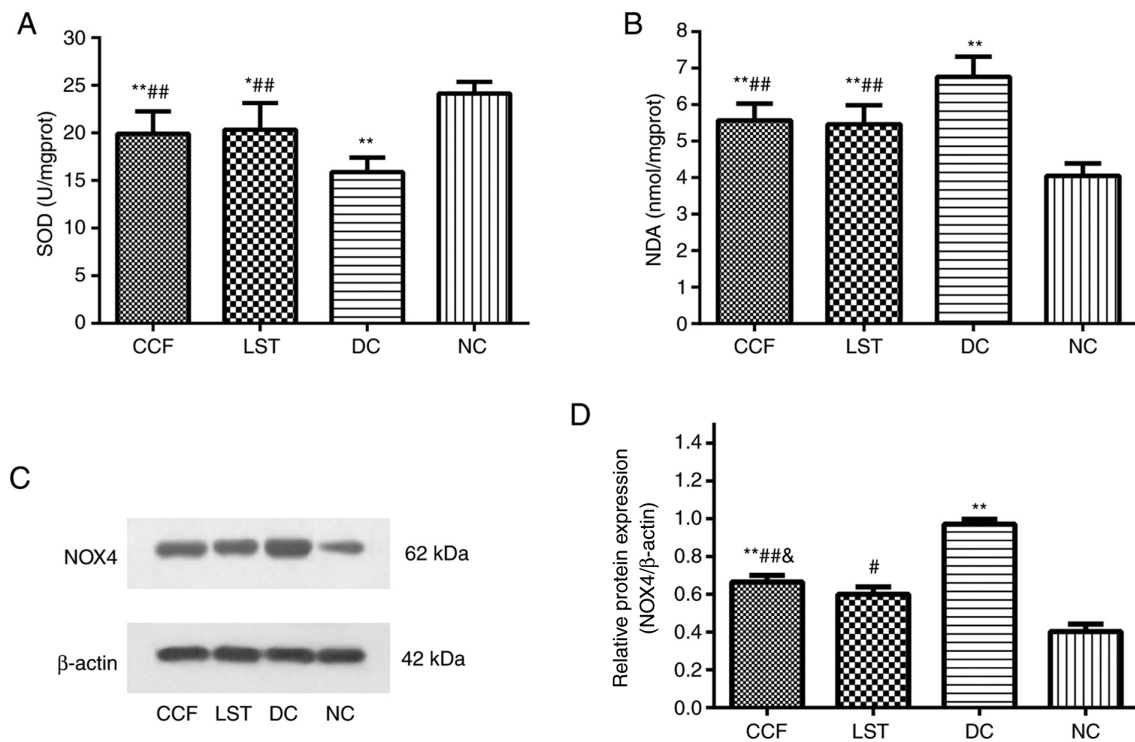 A
SOD (U/mgprot)
30
25
20
15
10
5
0
**##
*##
**
CCF LST DC NC
B
NDA (nmol/mgprot)
8
7
6
5
4
3
2
1
0
**##
**##
**
CCF LST DC NC
C
NOX4
62 kDa
β-actin
42 kDa
CCF LST DC NC
D
Relative protein expression
(NOX4/β-actin)
1.4
1.2
1.0
0.8
0.6
0.4
0.2
0.0
**##&
#
**
CCF LST DC NC